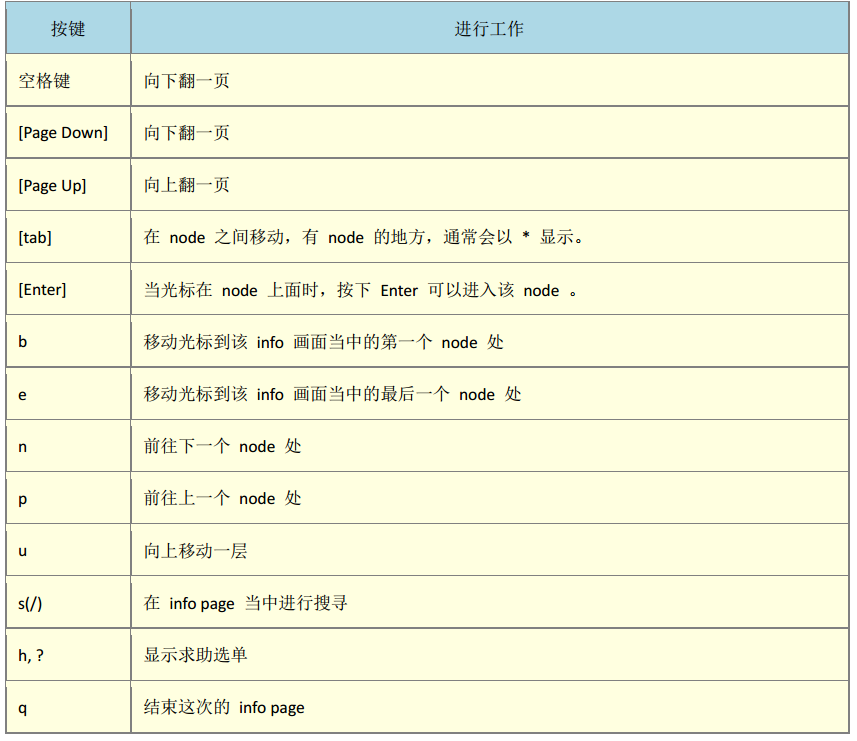 按键 进行工作
空格键 向下翻一页
[Page Down] 向下翻一页
[Page Up] 向上翻一页
[tab] 在 node 之间移动，有 node 的地方，通常会以 * 显示。
[Enter] 当光标在 node 上面时，按下 Enter 可以进入该 node 。
b 移动光标到该 info 画面当中的第一个 node 处
e 移动光标到该 info 画面当中的最后一个 node 处
n 前往下一个 node 处
p 前往上一个 node 处
u 向上移动一层
s(/) 在 info page 当中进行搜寻
h, ? 显示求助选单
q 结束这次的 info page